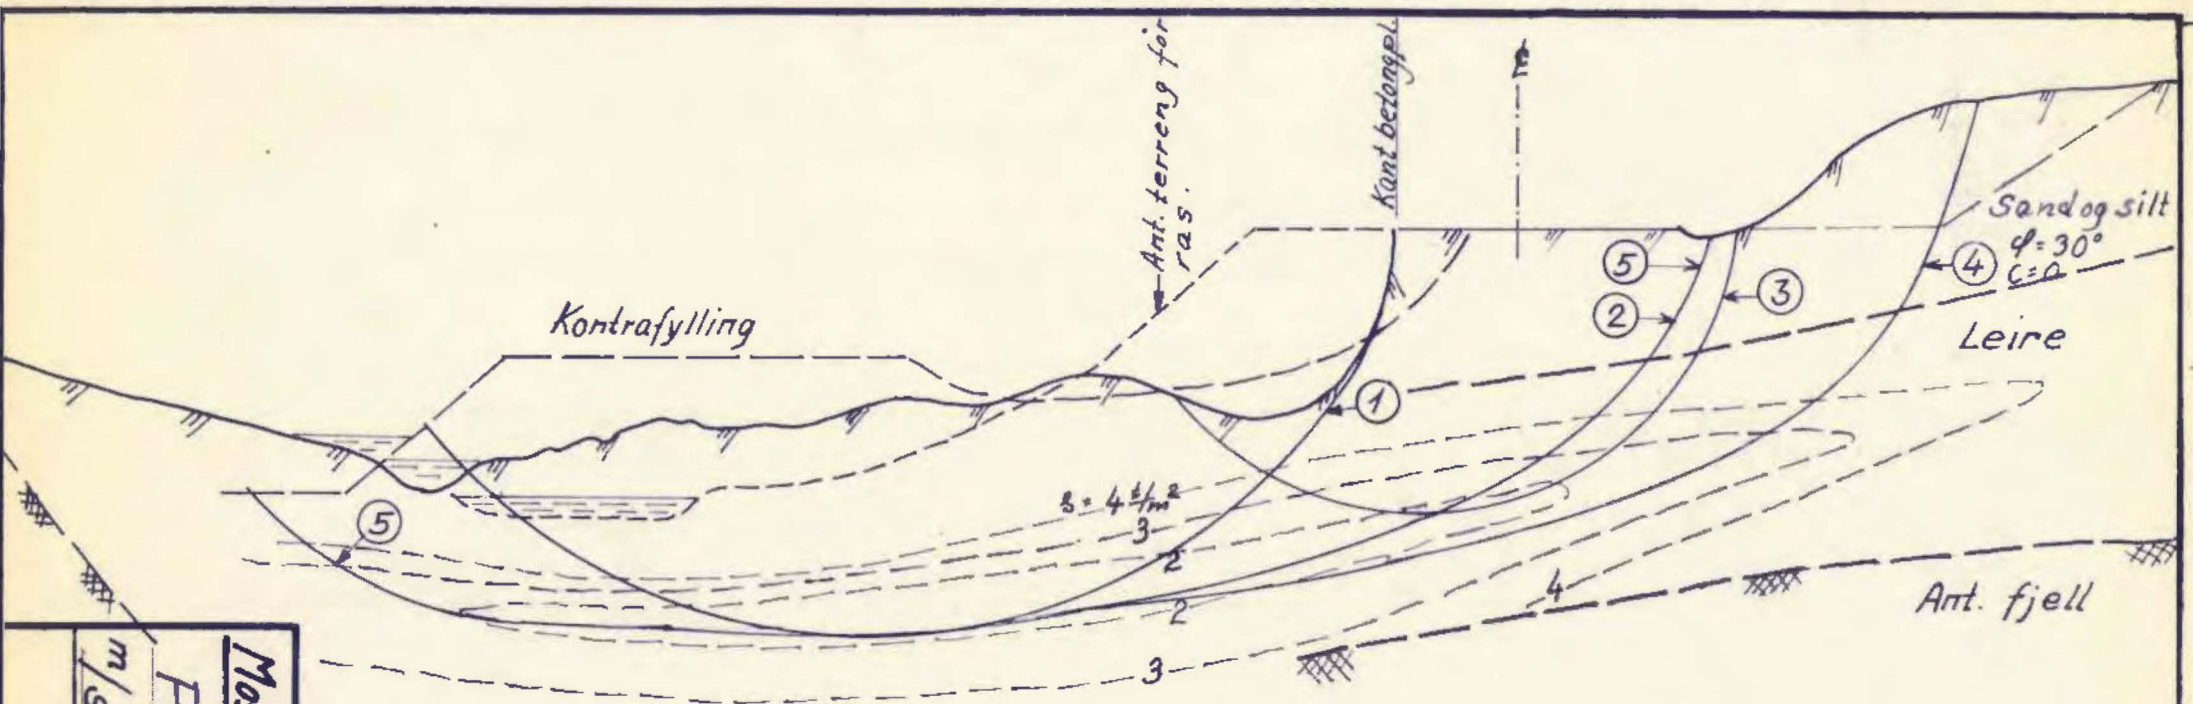 Ant. terreng før
ras.
Kant betongpl.
Kontrafylling
Sand og silt
φ=30°
c=0
5
4
3
2
Leire
1
s = 4 t/m²
3
5
2
4
2
Ant. fjell
3
m/s